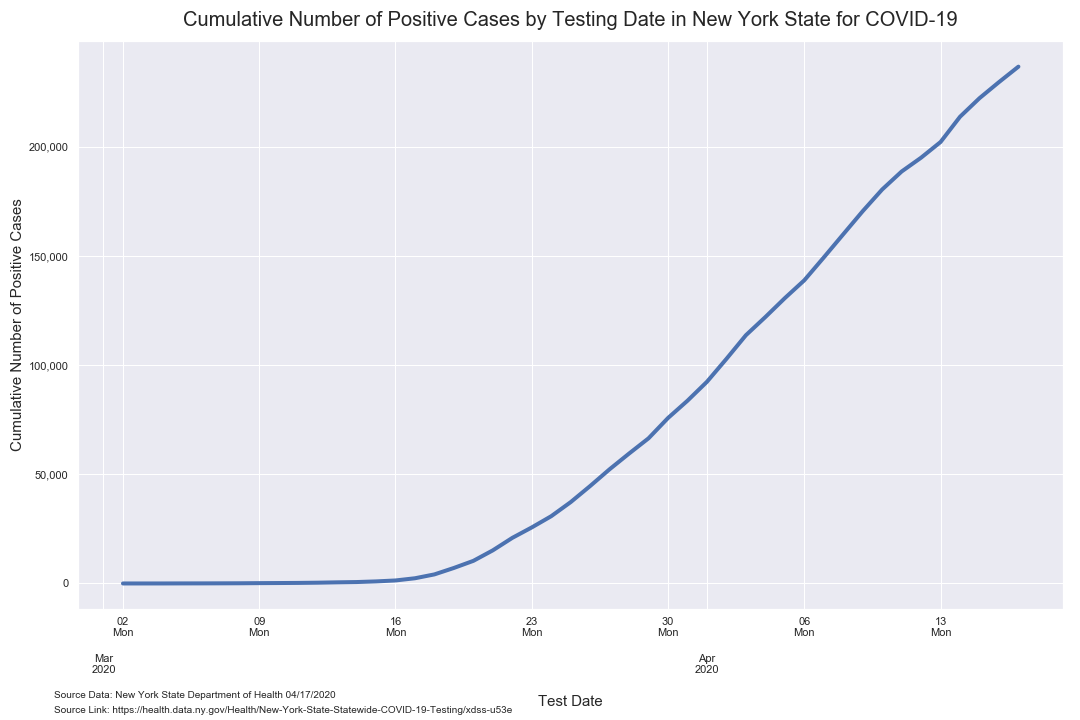 Cumulative Number of Positive Cases by Testing Date in New York State for COVID-19
Cumulative Number of Positive Cases
200,000
150,000
100,000
50,000
0
02 09 16 23 30 06 13
Mon Mon Mon Mon Mon Mon Mon
Mar Apr
2020 2020
Test Date
Source Data: New York State Department of Health 04/17/2020
Source Link: https://health.data.ny.gov/Health/New-York-State-Statewide-COVID-19-Testing/xdss-u53e